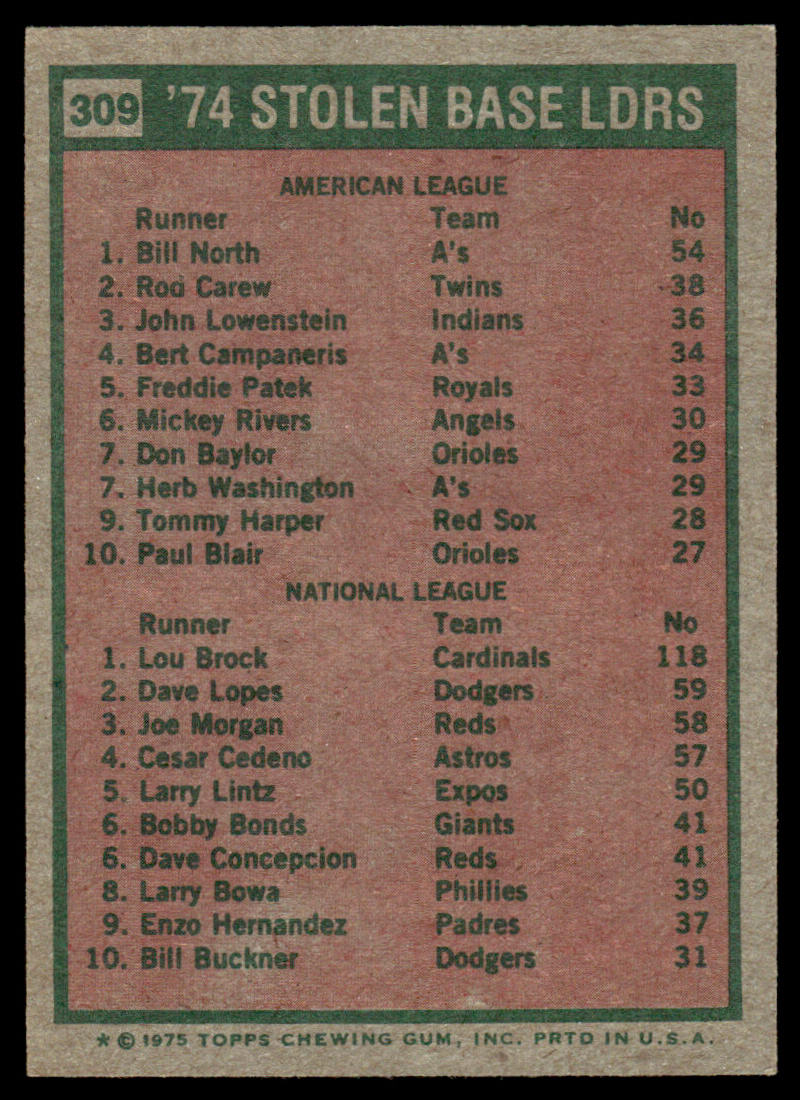 309 '74 STOLEN BASE LDRS
AMERICAN LEAGUE
Runner Team No
1. Bill North A's 54
2. Rod Carew Twins 38
3. John Lowenstein Indians 36
4. Bert Campaneris A's 34
5. Freddie Patek Royals 33
6. Mickey Rivers Angels 30
7. Don Baylor Orioles 29
7. Herb Washington A's 29
9. Tommy Harper Red Sox 28
10. Paul Blair Orioles 27
NATIONAL LEAGUE
Runner Team No
1. Lou Brock Cardinals 118
2. Dave Lopes Dodgers 59
3. Joe Morgan Reds 58
4. Cesar Cedeno Astros 57
5. Larry Lintz Expos 50
6. Bobby Bonds Giants 41
6. Dave Concepcion Reds 41
8. Larry Bowa Phillies 39
9. Enzo Hernandez Padres 37
10. Bill Buckner Dodgers 31
* © 1975 TOPPS CHEWING GUM, INC. PRTD IN U.S.A.